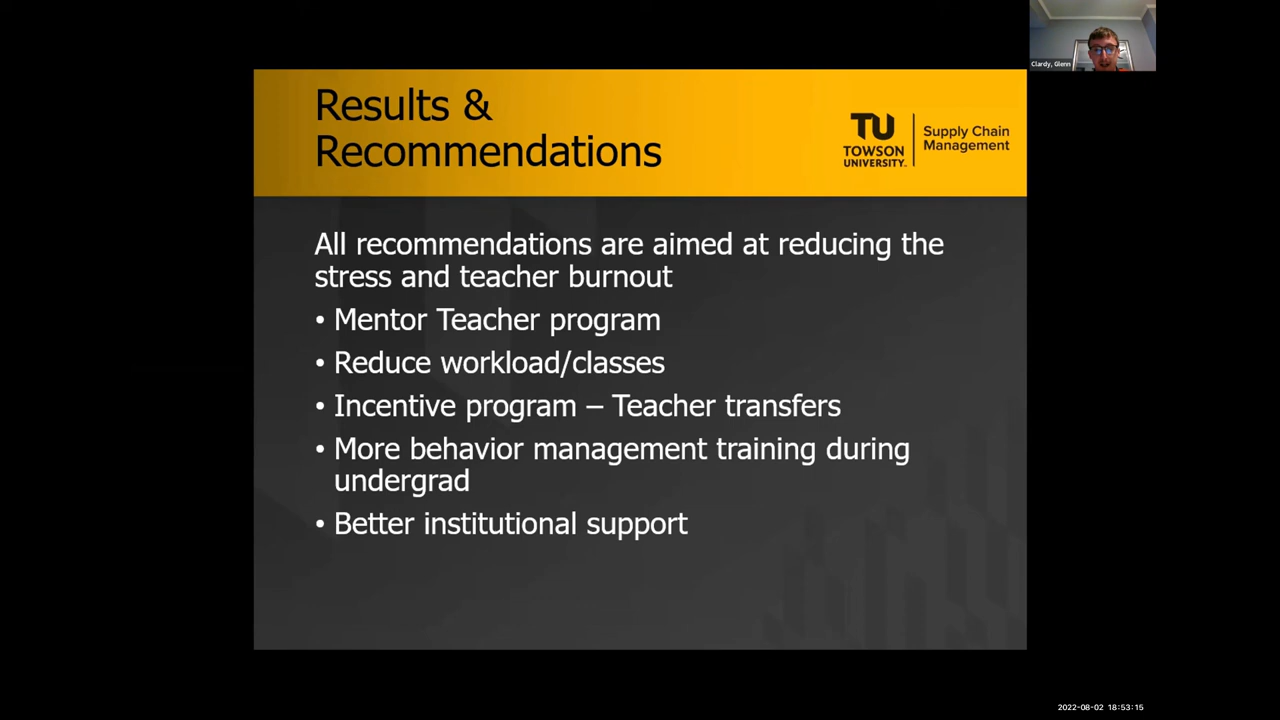 Clardy, Glenn
Results &
Recommendations
TU
TOWSON
UNIVERSITY.
Supply Chain
Management
All recommendations are aimed at reducing the
stress and teacher burnout
• Mentor Teacher program
• Reduce workload/classes
• Incentive program – Teacher transfers
• More behavior management training during
undergrad
• Better institutional support
2022-08-02 18:53:15